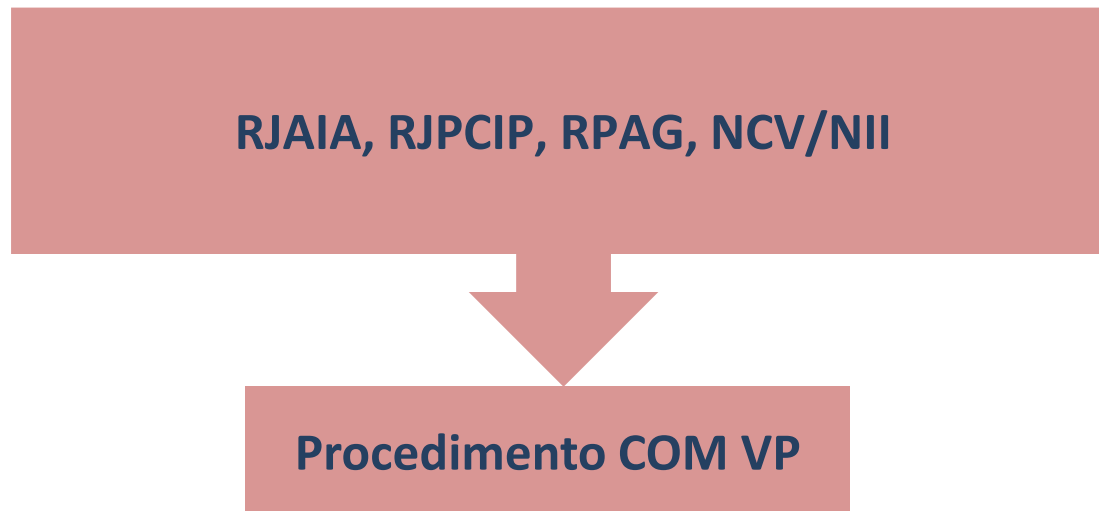 RJAIA, RJPCIP, RPAG, NCV/NII
Procedimento COM VP